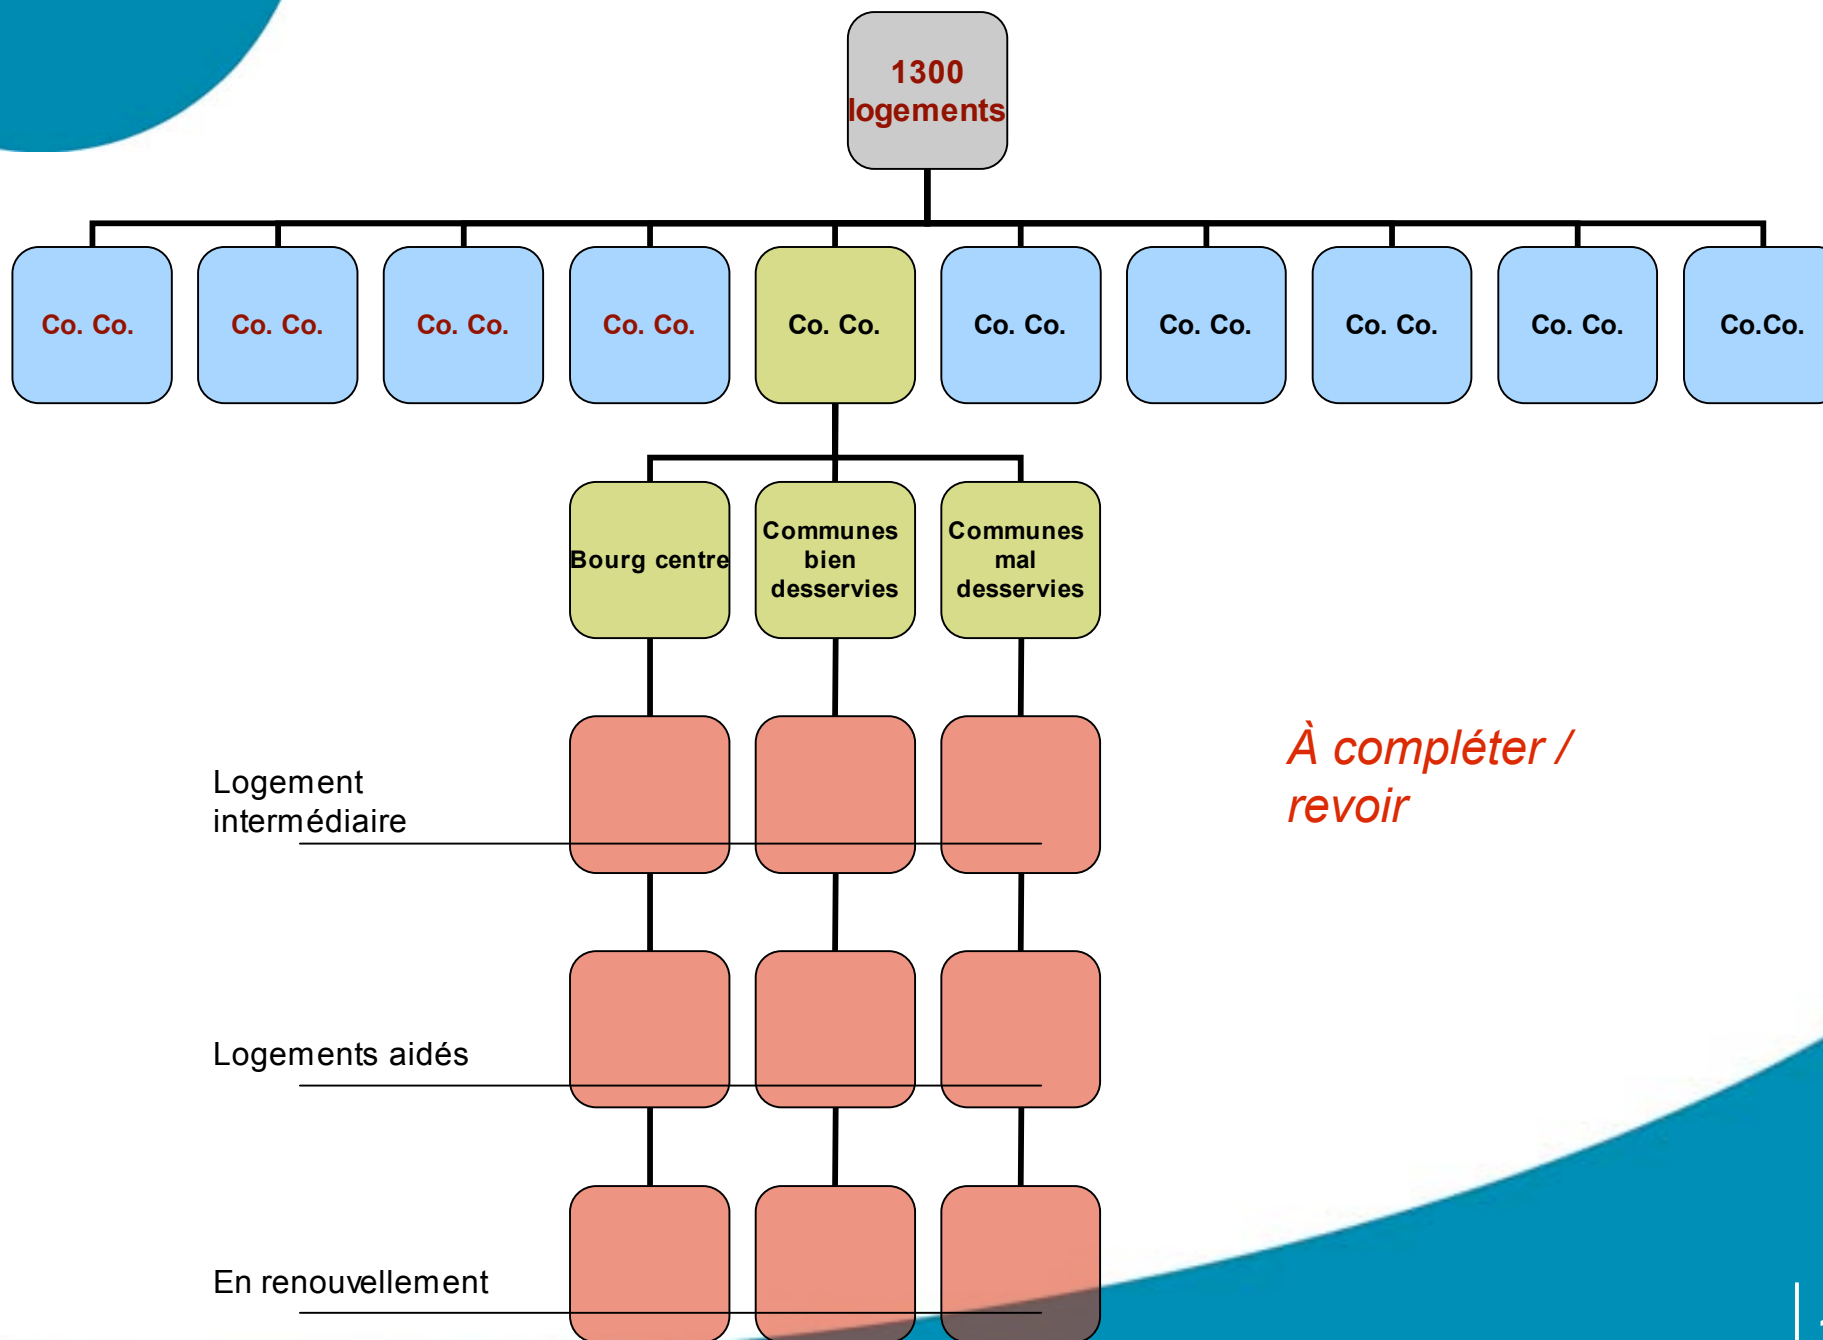 1300
logements
Co. Co. Co. Co. Co. Co. Co. Co. Co. Co. Co. Co. Co. Co. Co. Co. Co. Co. Co.Co.
Bourg centre
Communes
bien
desservies
Communes
mal
desservies
À compléter /
revoir
Logement
intermédiaire
Logements aidés
En renouvellement